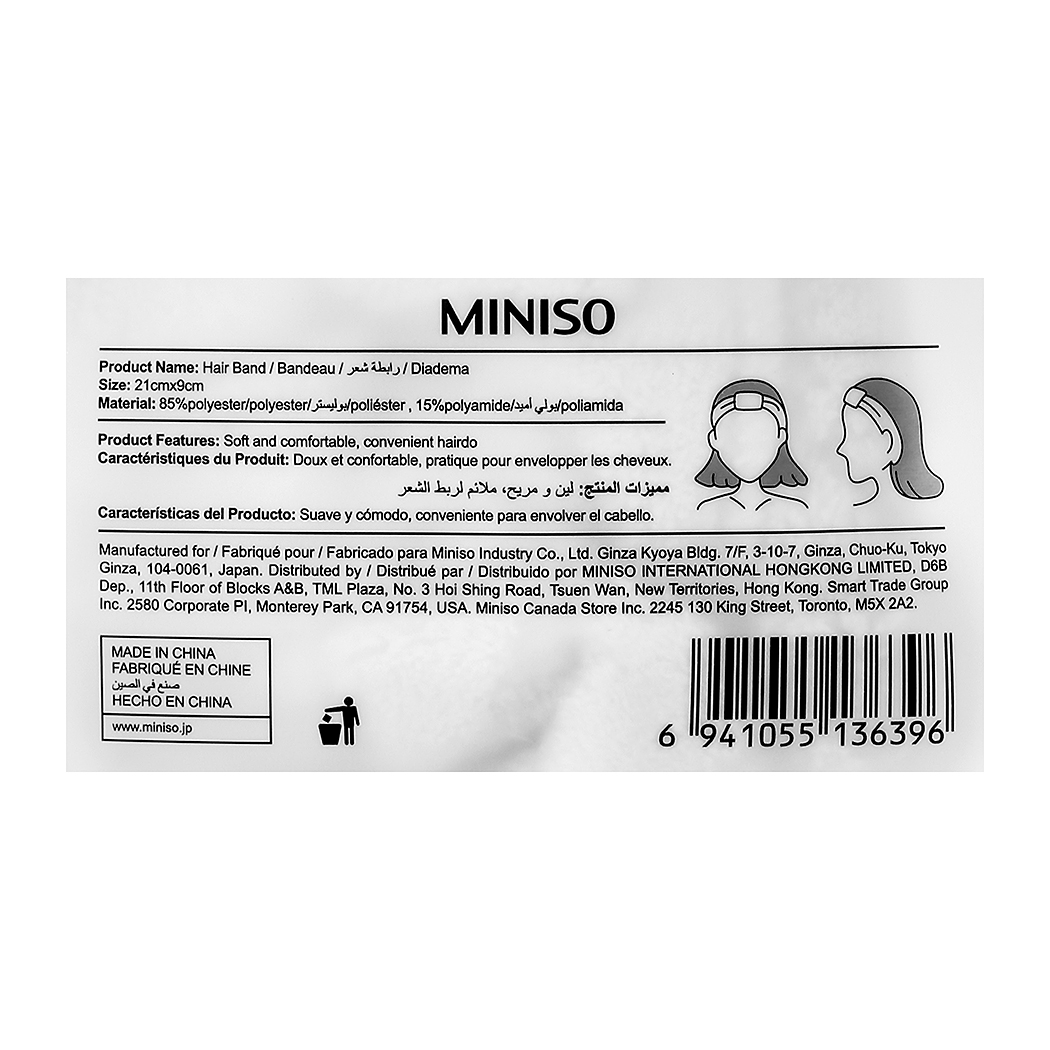 MINISO
Product Name: Hair Band / Bandeau / رابطة شعر / Diadema
Size: 21cmx9cm
Material: 85%polyester/polyester/بوليستر/poliéster , 15%polyamide/بولي أميد/poliamida
Product Features: Soft and comfortable, convenient hairdo
Caractéristiques du Produit: Doux et confortable, pratique pour envelopper les cheveux.
مميزات المنتج: لين و مريح، ملائم لربط الشعر
Características del Producto: Suave y cómodo, conveniente para envolver el cabello.
Manufactured for / Fabriqué pour / Fabricado para Miniso Industry Co., Ltd. Ginza Kyoya Bldg. 7/F, 3-10-7, Ginza, Chuo-Ku, Tokyo
Ginza, 104-0061, Japan. Distributed by / Distribué par / Distribuido por MINISO INTERNATIONAL HONGKONG LIMITED, D6B
Dep., 11th Floor of Blocks A&B, TML Plaza, No. 3 Hoi Shing Road, Tsuen Wan, New Territories, Hong Kong. Smart Trade Group
Inc. 2580 Corporate Pl, Monterey Park, CA 91754, USA. Miniso Canada Store Inc. 2245 130 King Street, Toronto, M5X 2A2.
MADE IN CHINA
FABRIQUÉ EN CHINE
صنع في الصين
HECHO EN CHINA
www.miniso.jp
6 941055 136396